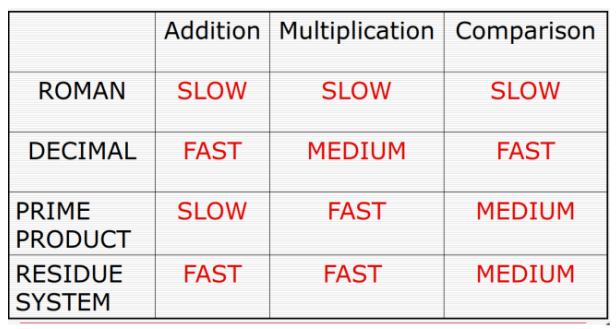 Addition Multiplication Comparison
ROMAN SLOW SLOW SLOW
DECIMAL FAST MEDIUM FAST
PRIME PRODUCT SLOW FAST MEDIUM
RESIDUE SYSTEM FAST FAST MEDIUM